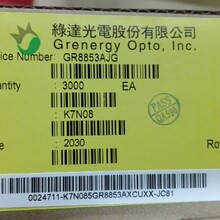 綠達光電股份有限公司
Grenergy Opto, Inc.
ice Number: GR8853AJG
antity : 3000 EA
: K7N08
e : 2030
PASS
0024711-K7N085GR8853AXCUXX-JC81